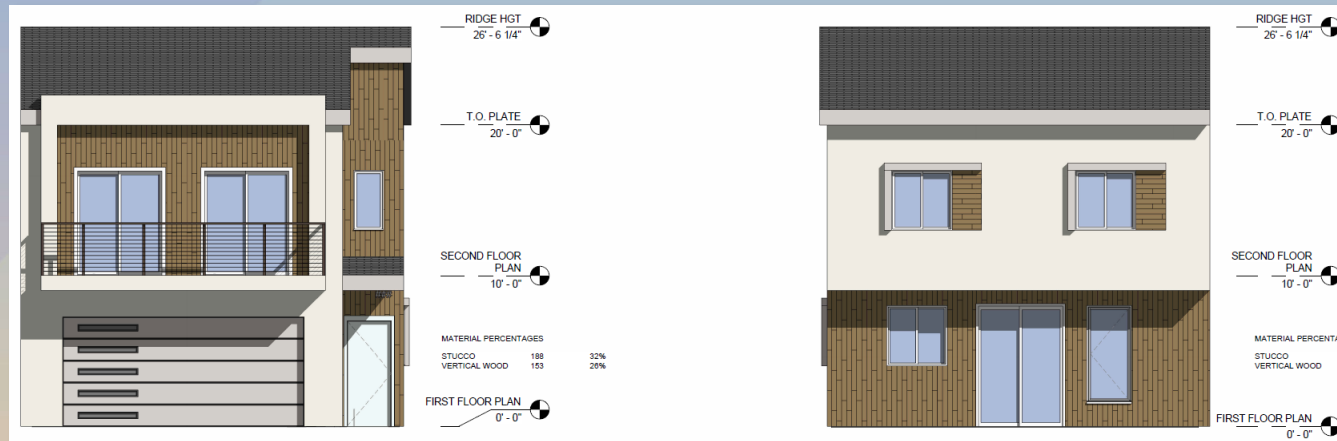 RIDGE HGT
26' - 6 1/4"
T.O. PLATE
20' - 0"
SECOND FLOOR
PLAN
10' - 0"
MATERIAL PERCENTAGES
STUCCO 188 32%
VERTICAL WOOD 153 26%
FIRST FLOOR PLAN
0' - 0"
RIDGE HGT
26' - 6 1/4"
T.O. PLATE
20' - 0"
SECOND FLOOR
PLAN
10' - 0"
MATERIAL PERCENTA
STUCCO
VERTICAL WOOD
FIRST FLOOR PLAN
0' - 0"